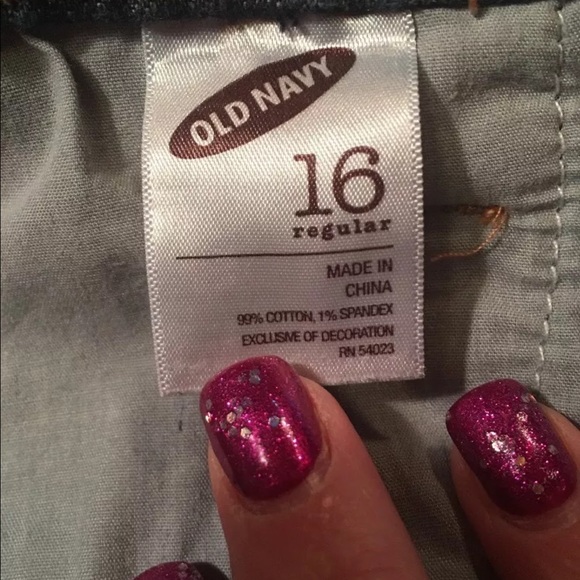 OLD NAVY
16
regular
MADE IN
CHINA
99% COTTON, 1% SPANDEX
EXCLUSIVE OF DECORATION
RN 54023